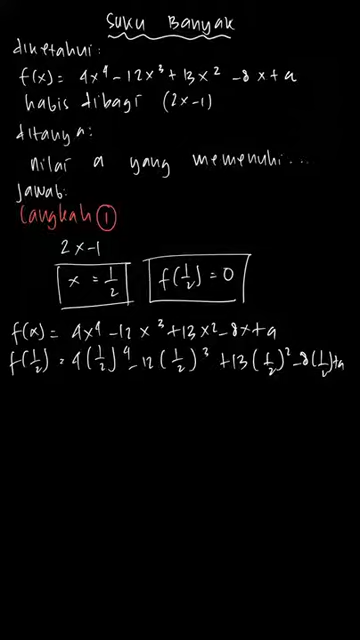 Suku Banyak
diketahui:
f(x) = 4x⁴ - 12x³ + 13x² - 8x + a
habis dibagi (2x-1)
ditanya:
nilai a yang memenuhi...
Jawab:
Langkah ①
2x-1
x = 1/2 f(1/2) = 0
f(x) = 4x⁴ - 12x³ + 13x² - 8x + a
f(1/2) = 4(1/2)⁴ - 12(1/2)³ + 13(1/2)² - 8(1/2) + a